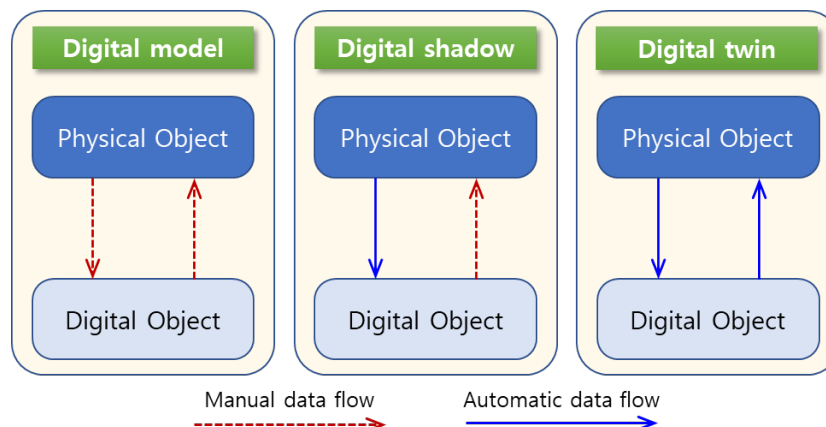 Digital model
Digital shadow
Digital twin
Physical Object
Physical Object
Physical Object
Digital Object
Digital Object
Digital Object
Manual data flow
Automatic data flow